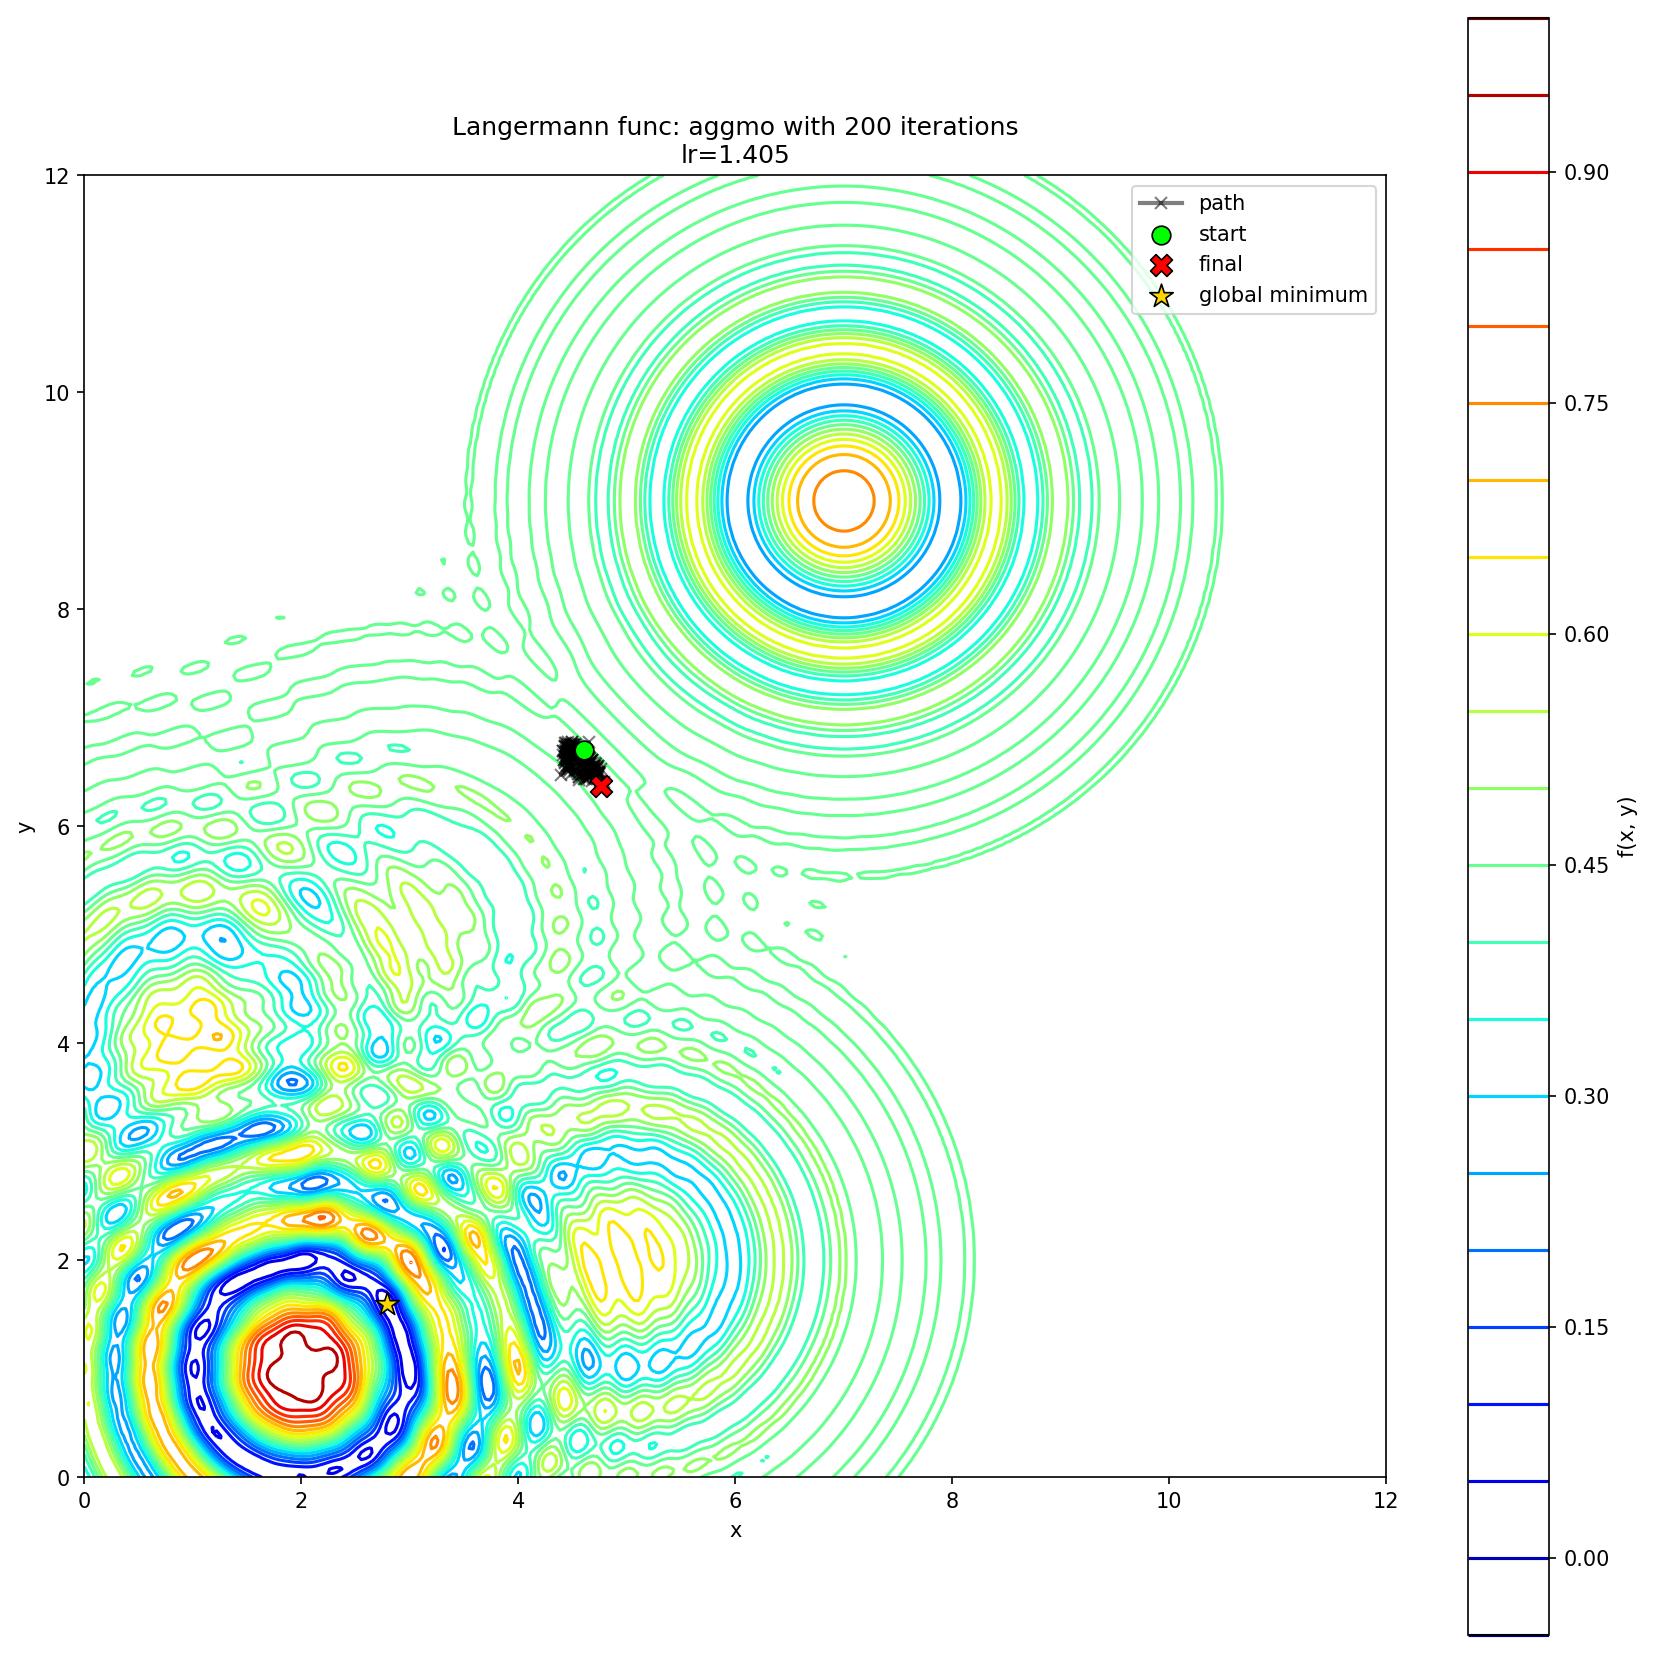 Langermann func: aggmo with 200 iterations
lr=1.405
path
start
final
global minimum
12
10
8
6
4
2
0
y
0 2 4 6 8 10 12
x
0.90
0.75
0.60
0.45
0.30
0.15
0.00
f(x, y)